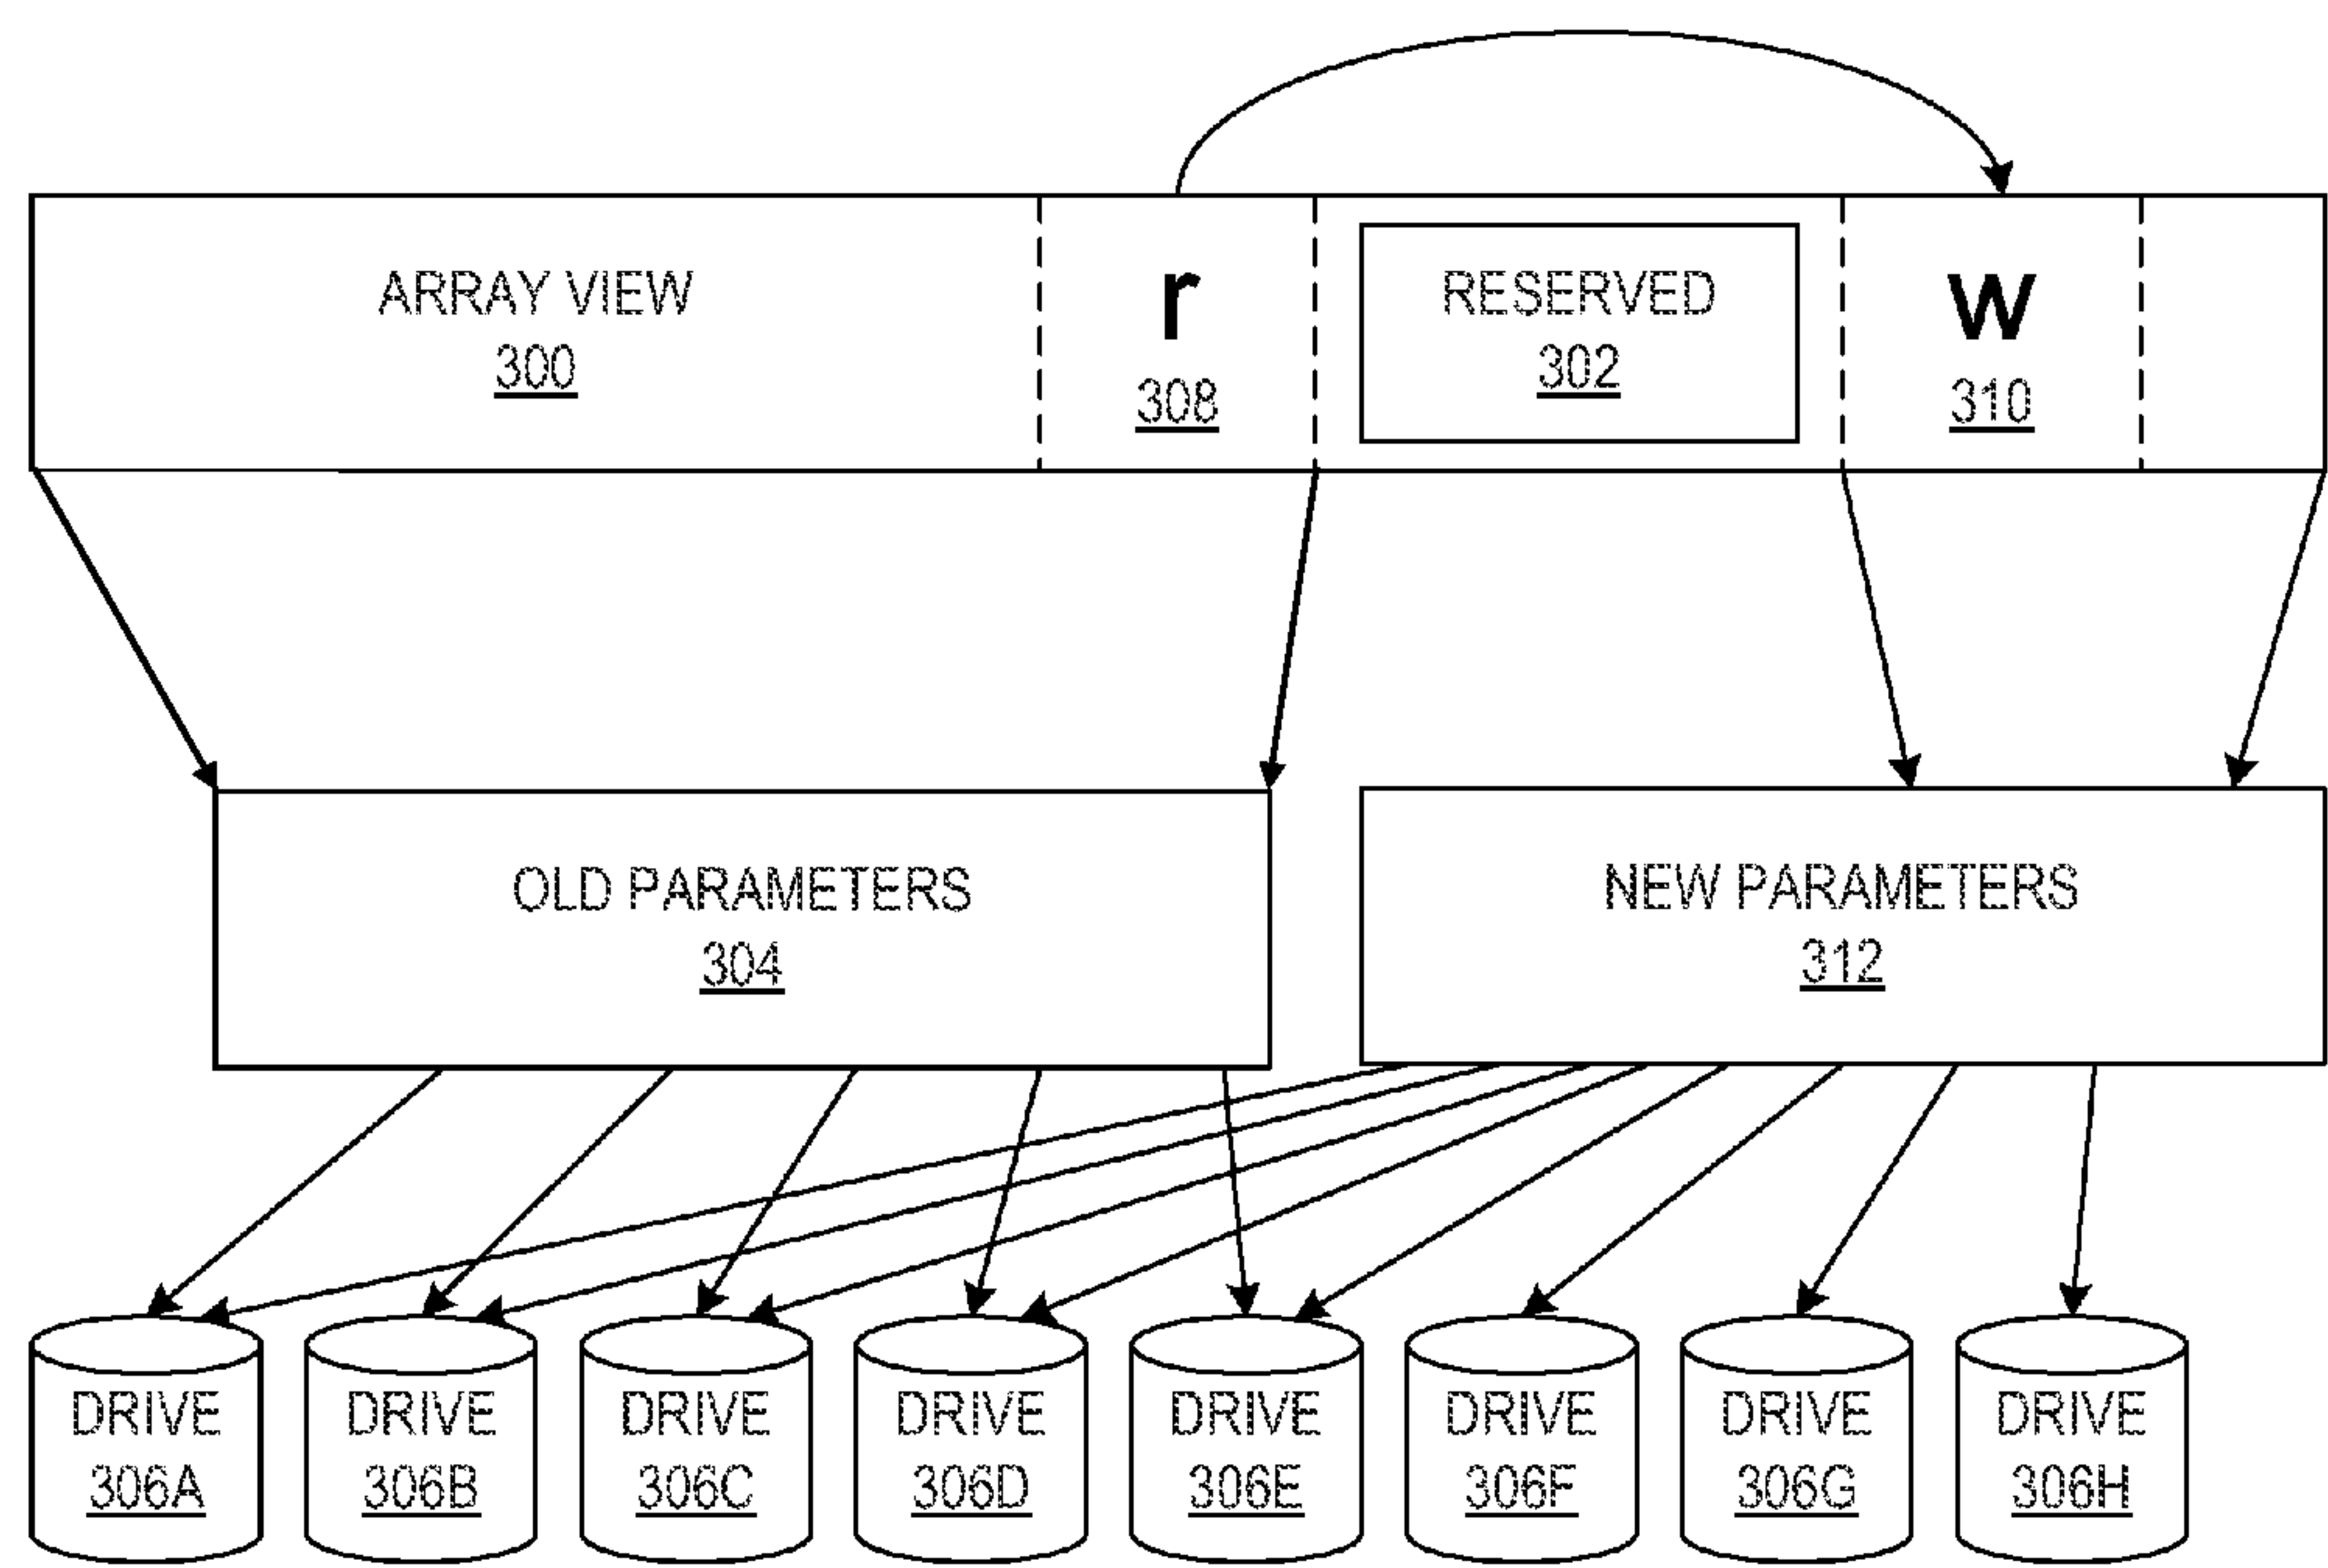 ARRAY VIEW
300
r
308
RESERVED
302
w
310
OLD PARAMETERS
304
NEW PARAMETERS
312
DRIVE
306A
DRIVE
306B
DRIVE
306C
DRIVE
306D
DRIVE
306E
DRIVE
306F
DRIVE
306G
DRIVE
306H